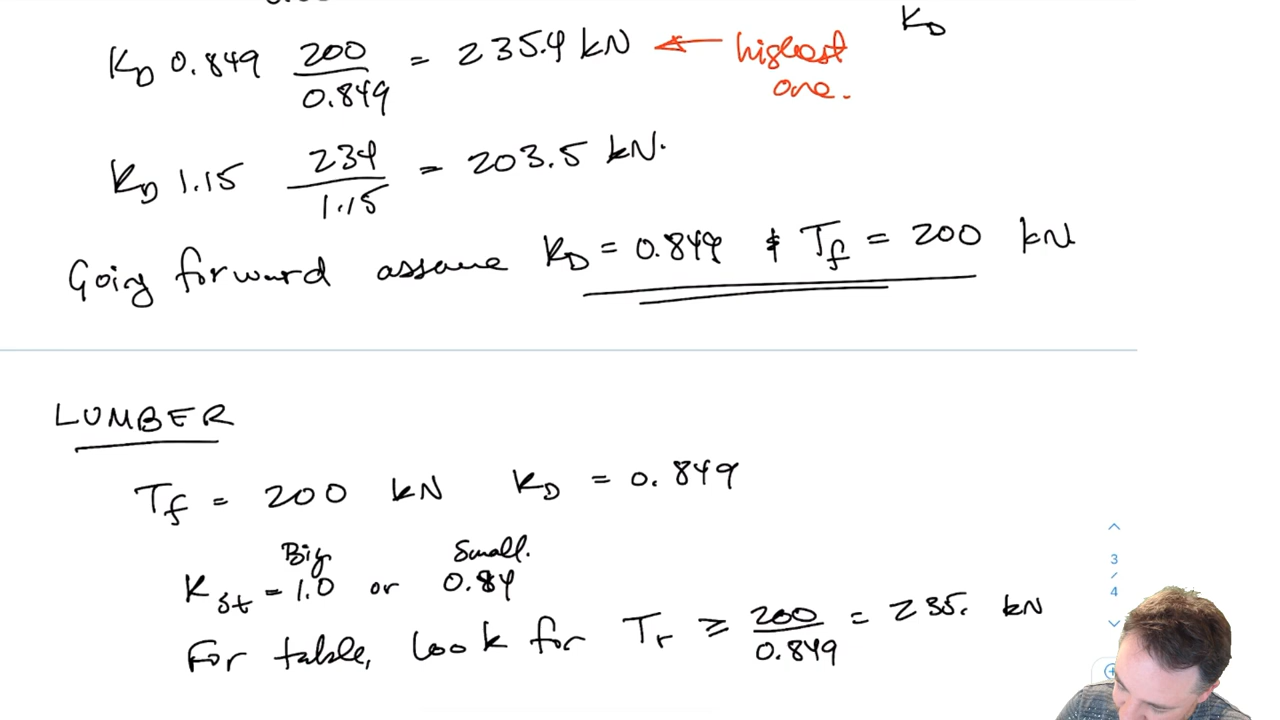 K_D
K_D 0.849 200/0.849 = 235.4 kN ← highest one.
K_D 1.15 234/1.15 = 203.5 kN.
Going forward assume K_D = 0.849 & T_f = 200 kN
LUMBER
T_f = 200 kN K_D = 0.849
Big Small.
K_St = 1.0 or 0.84
For table, look for T_r ≥ 200/0.849 = 235. kN
3
/
4